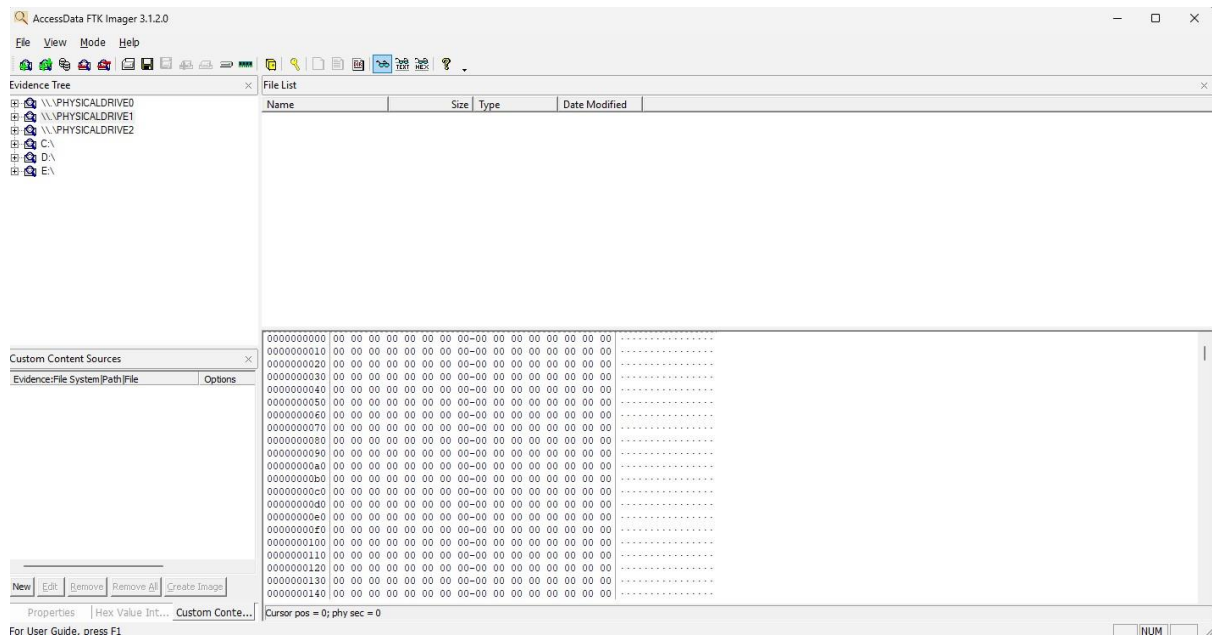 AccessData FTK Imager 3.1.2.0
File View Mode Help
TEXT HEX
Evidence Tree
\\.\PHYSICALDRIVE0
\\.\PHYSICALDRIVE1
\\.\PHYSICALDRIVE2
C:\
D:\
E:\
File List
Name Size Type Date Modified
Custom Content Sources
Evidence:File System|Path|File Options
New Edit Remove Remove All Create Image
Properties Hex Value Int... Custom Conte...
0000000000 00 00 00 00 00 00 00 00-00 00 00 00 00 00 00 00 ................
0000000010 00 00 00 00 00 00 00 00-00 00 00 00 00 00 00 00 ................
0000000020 00 00 00 00 00 00 00 00-00 00 00 00 00 00 00 00 ................
0000000030 00 00 00 00 00 00 00 00-00 00 00 00 00 00 00 00 ................
0000000040 00 00 00 00 00 00 00 00-00 00 00 00 00 00 00 00 ................
0000000050 00 00 00 00 00 00 00 00-00 00 00 00 00 00 00 00 ................
0000000060 00 00 00 00 00 00 00 00-00 00 00 00 00 00 00 00 ................
0000000070 00 00 00 00 00 00 00 00-00 00 00 00 00 00 00 00 ................
0000000080 00 00 00 00 00 00 00 00-00 00 00 00 00 00 00 00 ................
0000000090 00 00 00 00 00 00 00 00-00 00 00 00 00 00 00 00 ................
00000000a0 00 00 00 00 00 00 00 00-00 00 00 00 00 00 00 00 ................
00000000b0 00 00 00 00 00 00 00 00-00 00 00 00 00 00 00 00 ................
00000000c0 00 00 00 00 00 00 00 00-00 00 00 00 00 00 00 00 ................
00000000d0 00 00 00 00 00 00 00 00-00 00 00 00 00 00 00 00 ................
00000000e0 00 00 00 00 00 00 00 00-00 00 00 00 00 00 00 00 ................
00000000f0 00 00 00 00 00 00 00 00-00 00 00 00 00 00 00 00 ................
0000000100 00 00 00 00 00 00 00 00-00 00 00 00 00 00 00 00 ................
0000000110 00 00 00 00 00 00 00 00-00 00 00 00 00 00 00 00 ................
0000000120 00 00 00 00 00 00 00 00-00 00 00 00 00 00 00 00 ................
0000000130 00 00 00 00 00 00 00 00-00 00 00 00 00 00 00 00 ................
0000000140 00 00 00 00 00 00 00 00-00 00 00 00 00 00 00 00 ................
Cursor pos = 0; phy sec = 0
For User Guide, press F1
NUM